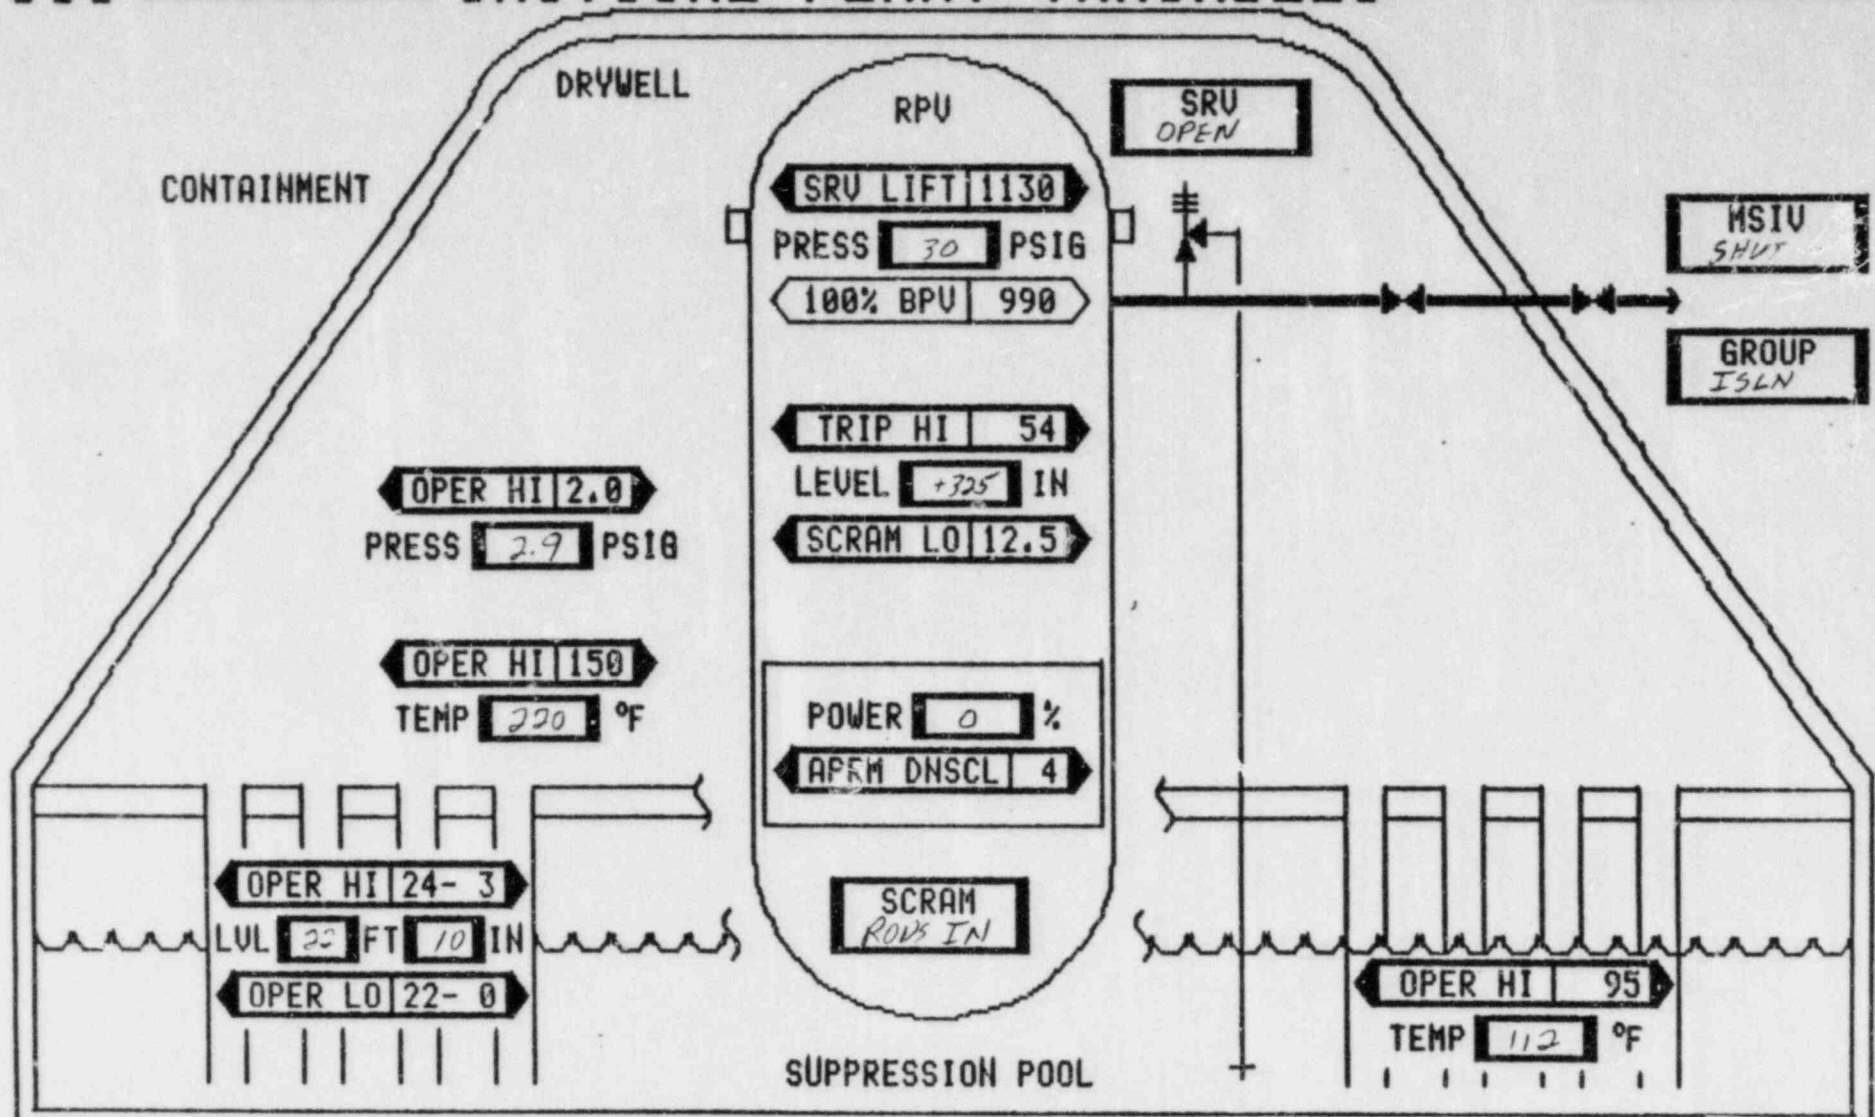 DRYWELL
RPV
SRV
OPEN
CONTAINMENT
SRV LIFT 1130
PRESS 30 PSIG
100% BPV 990
MSIV
SHUT
GROUP
ISLN
TRIP HI 54
LEVEL +325 IN
SCRAM LO 12.5
OPER HI 2.0
PRESS 2.9 PSIG
OPER HI 150
TEMP 220 °F
POWER 0 %
APRM DNSCL 4
OPER HI 24- 3
LVL 22 FT 10 IN
OPER LO 22- 0
SCRAM
RODS IN
OPER HI 95
TEMP 112 °F
SUPPRESSION POOL